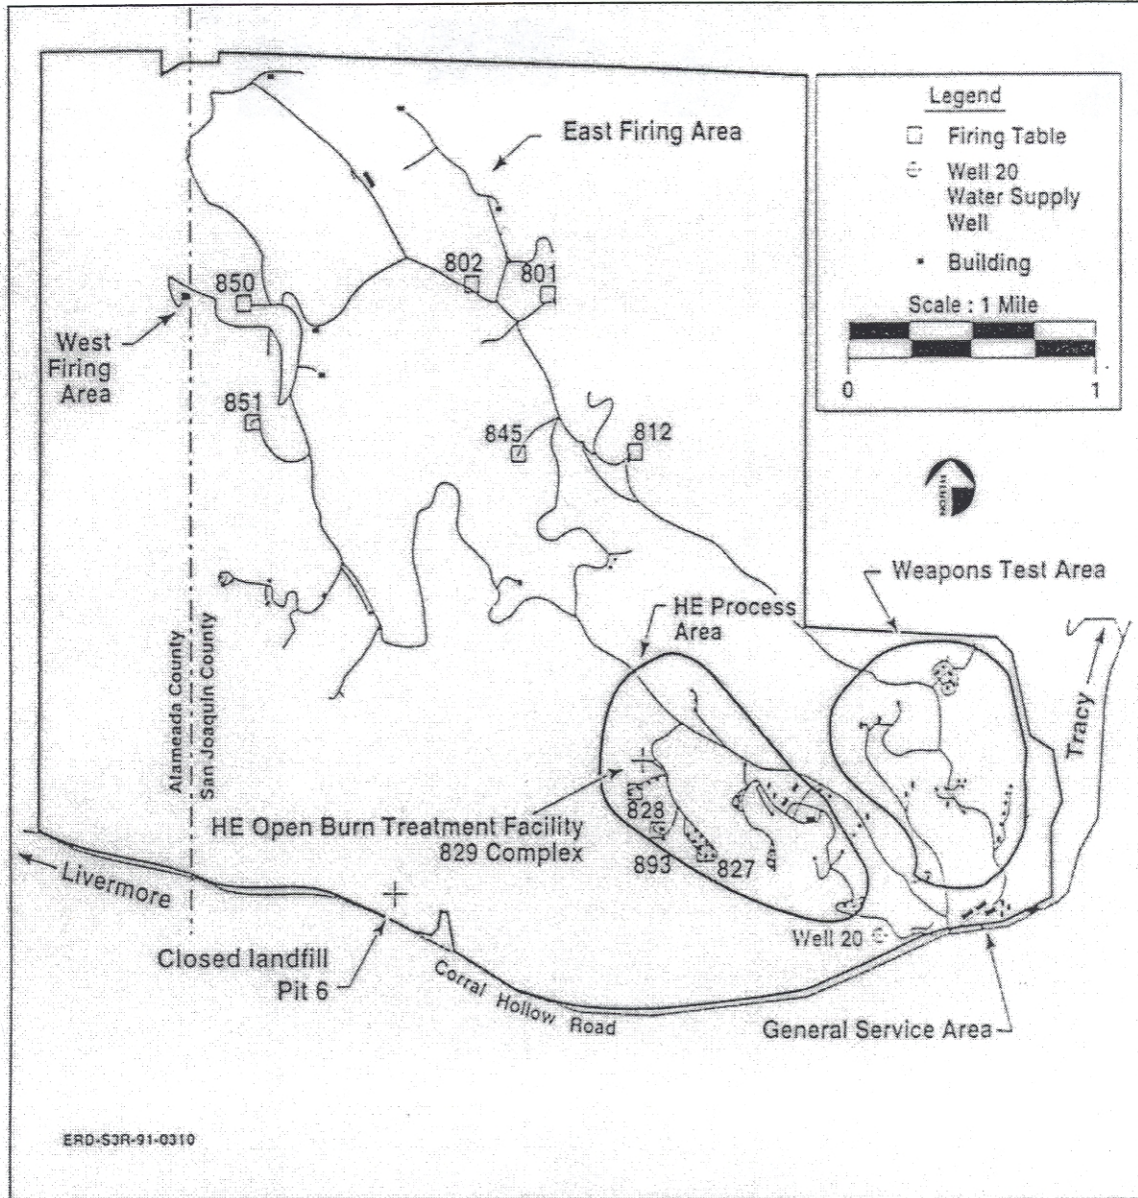 Legend
Firing Table
Well 20
Water Supply
Well
Building
Scale : 1 Mile
0 1
East Firing Area
802
801
850
West
Firing
Area
851
845
812
NORTH
Weapons Test Area
HE Process
Area
Alameada County
San Joaquin County
Tracy
828
HE Open Burn Treatment Facility
829 Complex
893
827
Livermore
Well 20
Closed landfill
Pit 6
Corral Hollow Road
General Service Area
ERD-S3R-91-0310